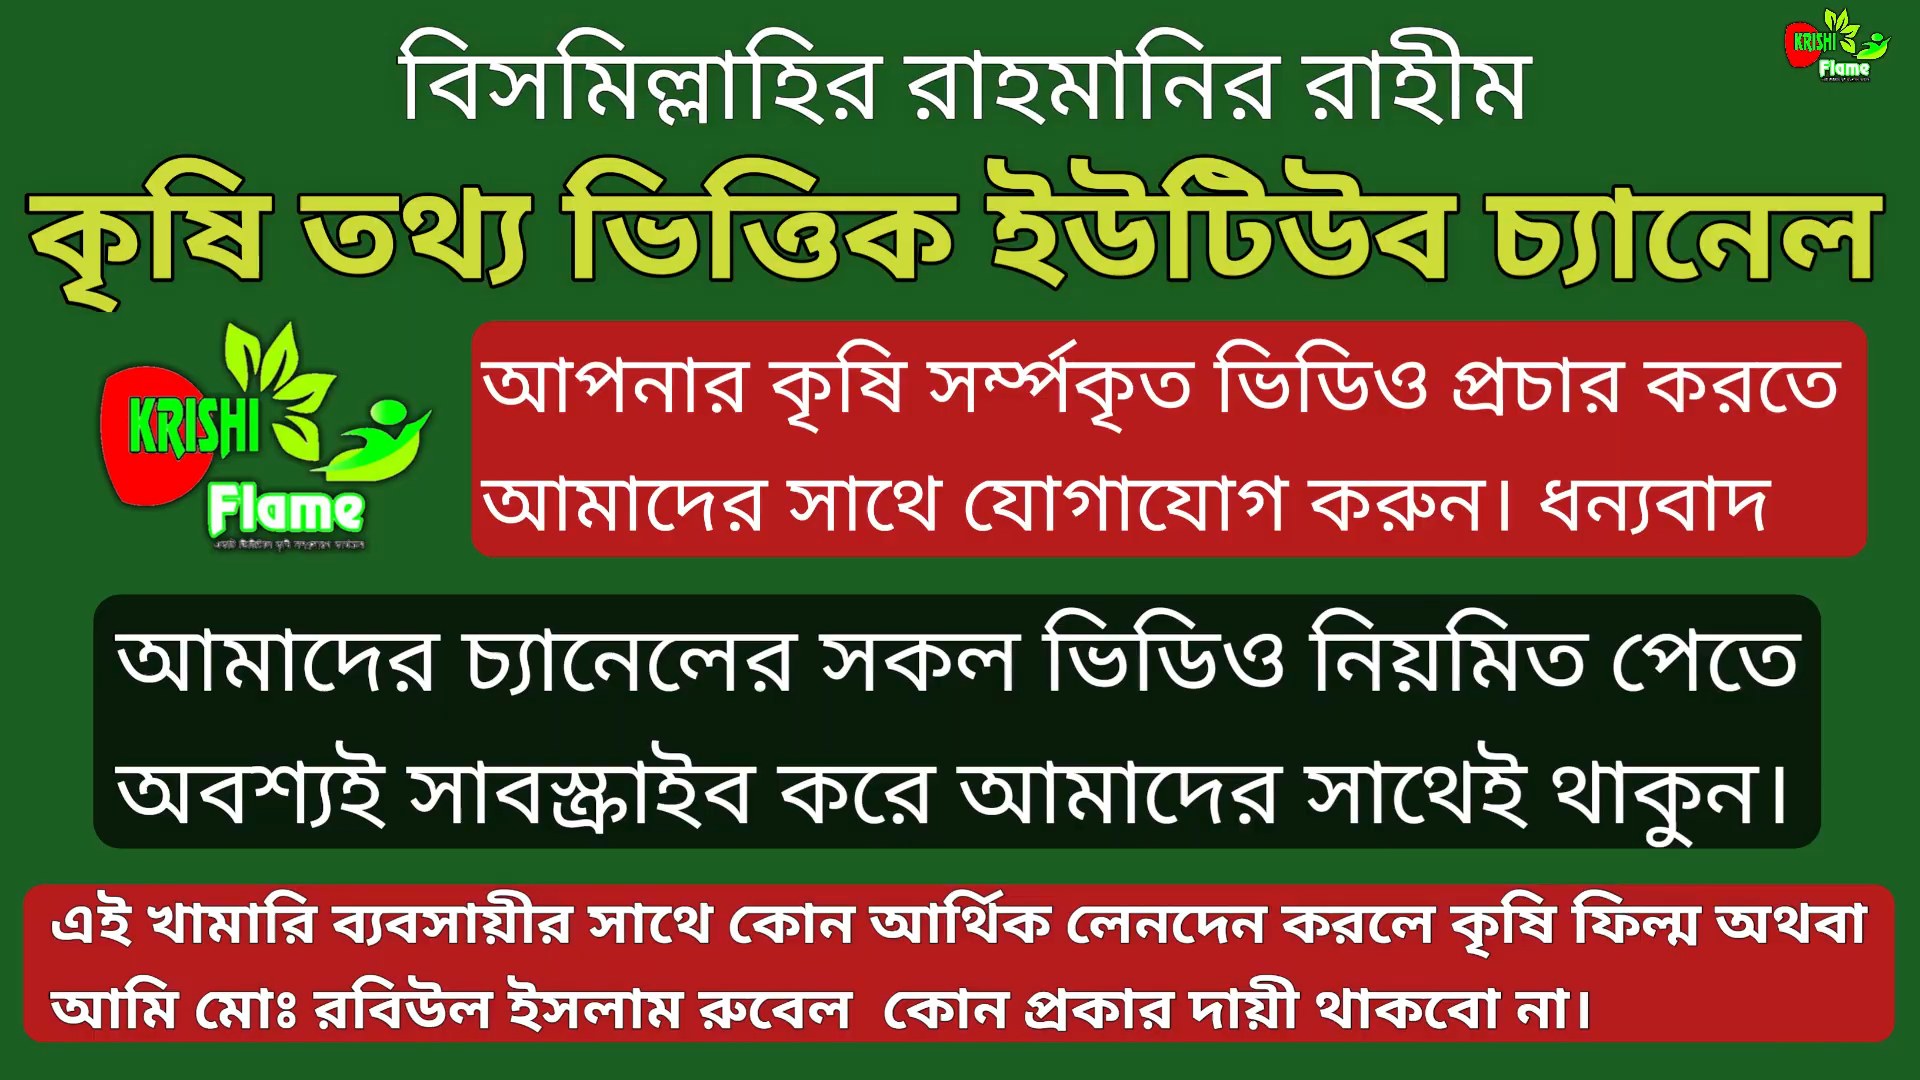 বিসমিল্লাহির রাহমানির রাহীম
KRISHI
Flame
কৃষি তথ্য ভিত্তিক ইউটিউব চ্যানেল
KRISHI
Flame
আপনার কৃষি সর্ম্পকৃত ভিডিও প্রচার করতে
আমাদের সাথে যোগাযোগ করুন। ধন্যবাদ
আমাদের চ্যানেলের সকল ভিডিও নিয়মিত পেতে
অবশ্যই সাবস্ক্রাইব করে আমাদের সাথেই থাকুন।
এই খামারি ব্যবসায়ীর সাথে কোন আর্থিক লেনদেন করলে কৃষি ফিল্ম অথবা
আমি মোঃ রবিউল ইসলাম রুবেল কোন প্রকার দায়ী থাকবো না।